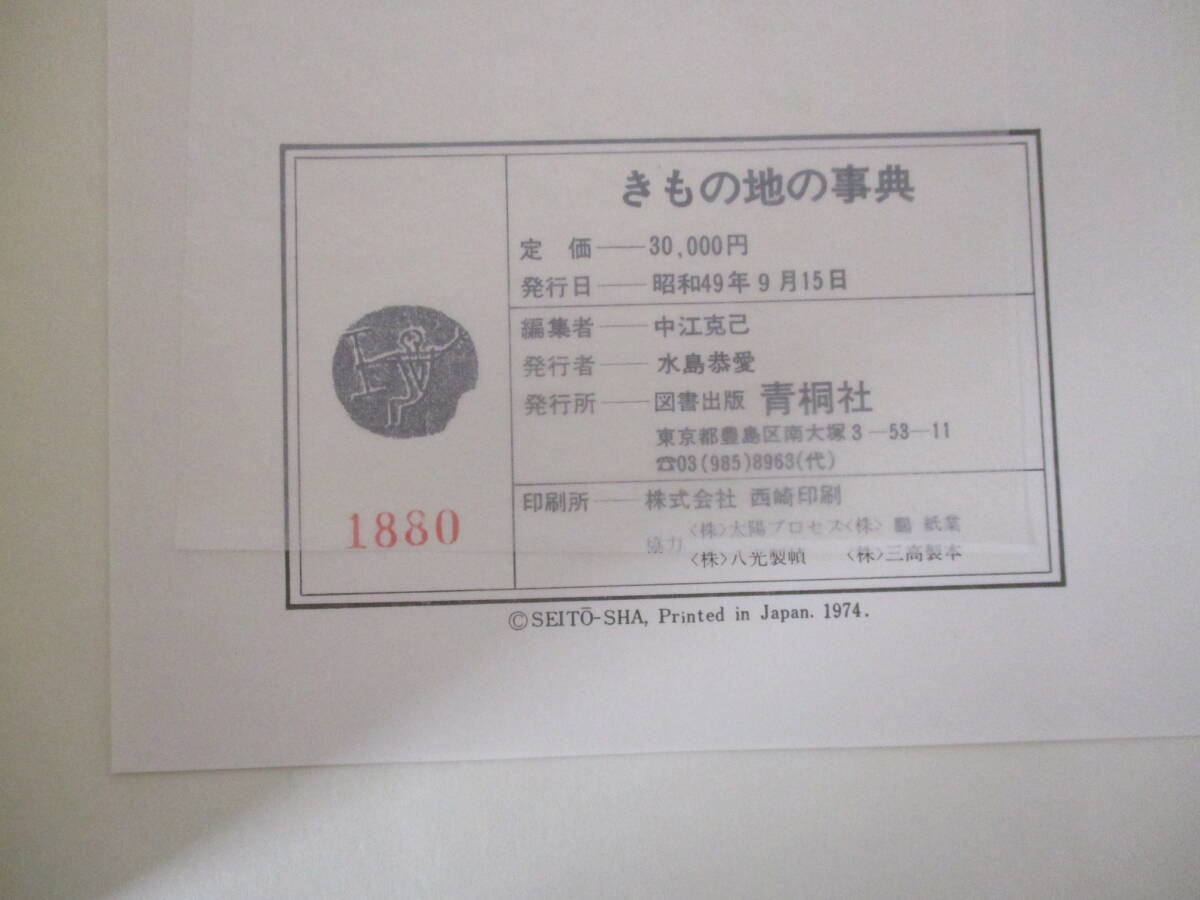 きもの地の事典
定 価——30,000円
発行日——昭和49年9月15日
編集者——中江克己
発行者——水島恭愛
発行所——図書出版 青桐社
東京都豊島区南大塚3—53—11
☎03(985)8963(代)
印刷所——株式会社 西崎印刷
協力 〈株〉太陽プロセス〈株〉 紙業
〈株〉八光製幀 〈株〉三高製本
1880
©SEITŌ-SHA, Printed in Japan. 1974.